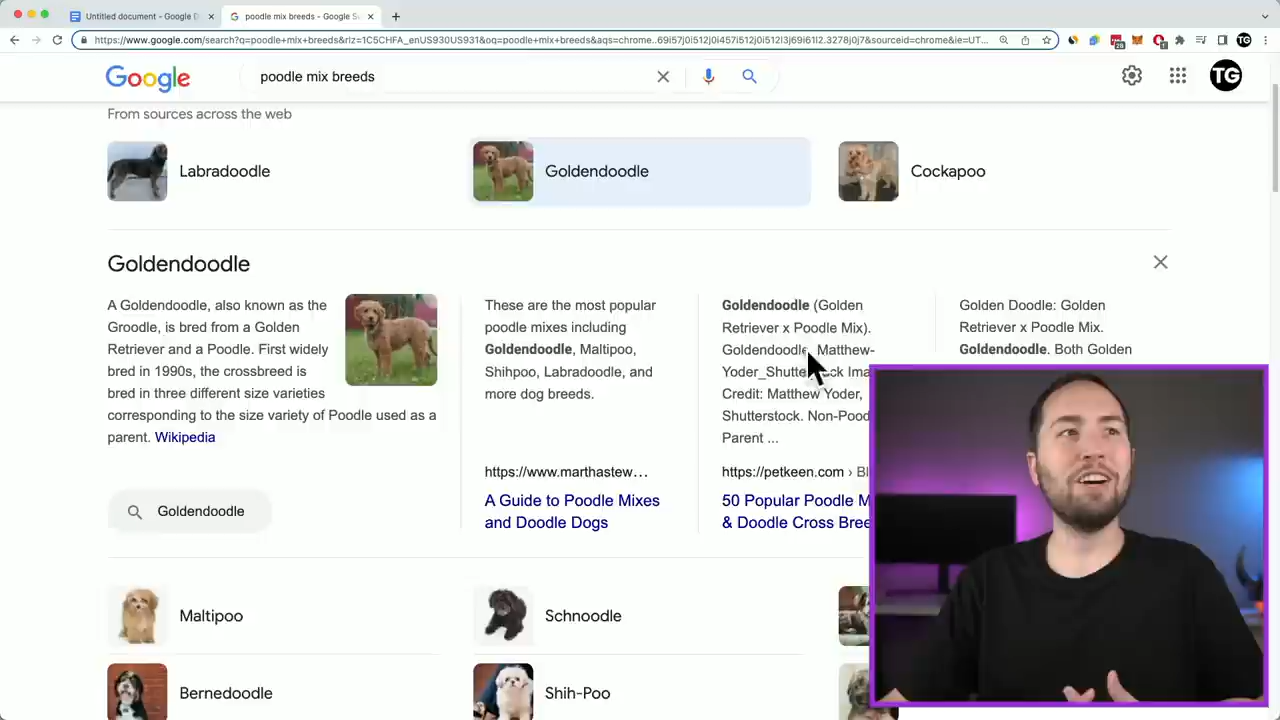 Untitled document - Google D
poodle mix breeds - Google Se
https://www.google.com/search?q=poodle+mix+breeds&rlz=1C5CHFA_enUS930US931&oq=poodle+mix+breeds&aqs=chrome..69i57j0i512j0i457i512j0i512l3j69i61l2.3278j0j7&sourceid=chrome&ie=UT...
TG
Google
poodle mix breeds
TG
From sources across the web
Labradoodle
Goldendoodle
Cockapoo
Goldendoodle
A Goldendoodle, also known as the
Groodle, is bred from a Golden
Retriever and a Poodle. First widely
bred in 1990s, the crossbreed is
bred in three different size varieties
corresponding to the size variety of Poodle used as a
parent. Wikipedia
Goldendoodle
These are the most popular
poodle mixes including
Goldendoodle, Maltipoo,
Shihpoo, Labradoodle, and
more dog breeds.
https://www.marthastew...
A Guide to Poodle Mixes
and Doodle Dogs
Goldendoodle (Golden
Retriever x Poodle Mix).
Goldendoodle. Matthew-
Yoder_Shutte ck Ima
Credit: Matthew Yoder,
Shutterstock. Non-Pood
Parent ...
https://petkeen.com › Bl
50 Popular Poodle M
& Doodle Cross Bree
Golden Doodle: Golden
Retriever x Poodle Mix.
Goldendoodle. Both Golden
Maltipoo
Schnoodle
Bernedoodle
Shih-Poo